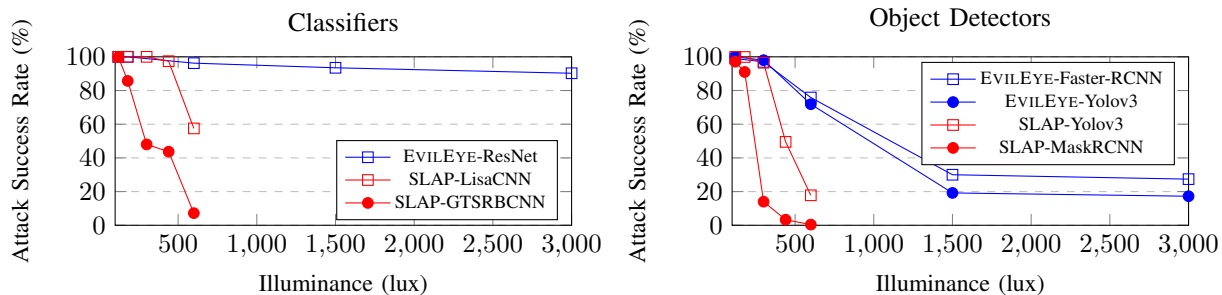 Classifiers
Attack Success Rate (%)
100
80
60
40
20
0
500
1,000
1,500
2,000
2,500
3,000
Illuminance (lux)
EVILEYE-ResNet
SLAP-LisaCNN
SLAP-GTSRBCNN
Object Detectors
Attack Success Rate (%)
100
80
60
40
20
0
500
1,000
1,500
2,000
2,500
3,000
Illuminance (lux)
EVILEYE-Faster-RCNN
EVILEYE-Yolov3
SLAP-Yolov3
SLAP-MaskRCNN